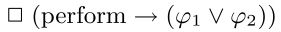 □ (perform → (φ₁ ∨ φ₂))